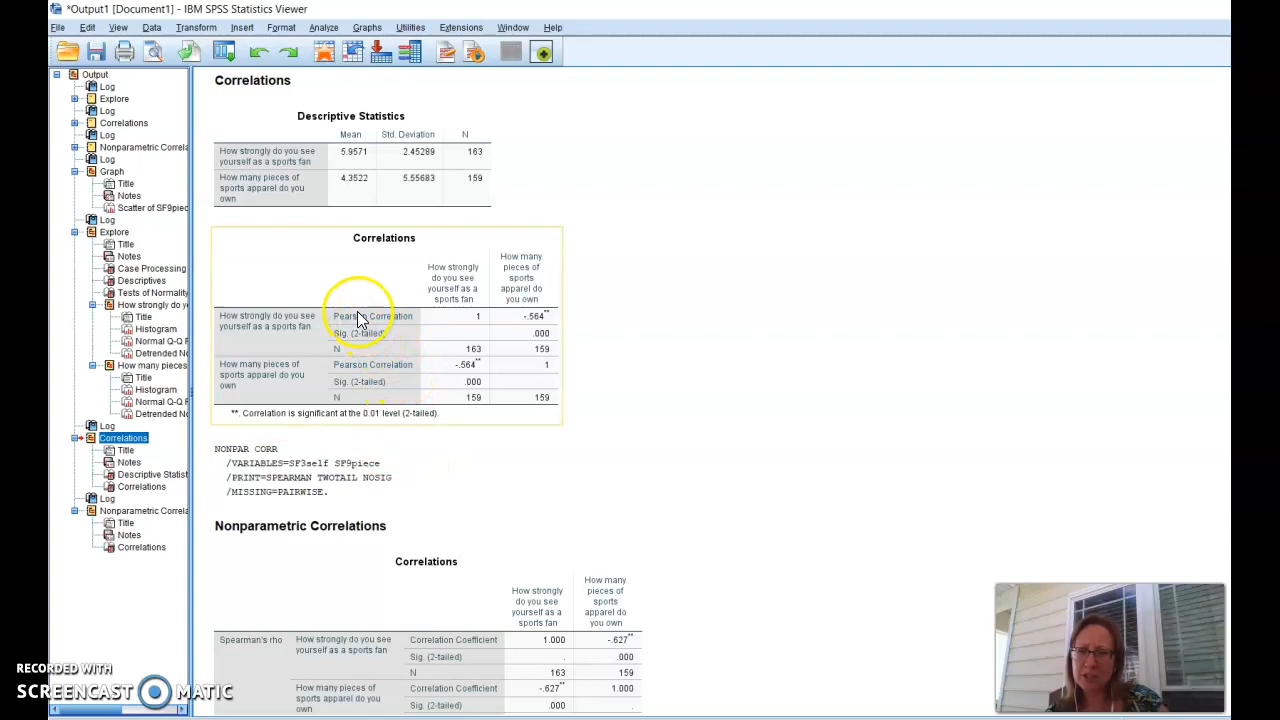 *Output1 [Document1] - IBM SPSS Statistics Viewer
File Edit View Data Transform Insert Format Analyze Graphs Utilities Extensions Window Help
Output
Log
Explore
Log
Correlations
Log
Nonparametric Correla
Log
Graph
Title
Notes
Scatter of SF9piec
Log
Explore
Title
Notes
Case Processing
Descriptives
Tests of Normality
How strongly do yo
Title
Histogram
Normal Q-Q F
Detrended No
How many pieces
Title
Histogram
Normal Q-Q F
Detrended No
Log
Correlations
Title
Notes
Descriptive Statist
Correlations
Log
Nonparametric Correla
Title
Notes
Correlations
Correlations
Descriptive Statistics
Mean Std. Deviation N
How strongly do you see
yourself as a sports fan
5.9571 2.45289 163
How many pieces of
sports apparel do you
own
4.3522 5.55683 159
Correlations
How strongly
do you see
yourself as a
sports fan
How many
pieces of
sports
apparel do
you own
How strongly do you see
yourself as a sports fan
Pearson Correlation 1 -.564**
Sig. (2-tailed) .000
N 163 159
How many pieces of
sports apparel do you
own
Pearson Correlation -.564** 1
Sig. (2-tailed) .000
N 159 159
**. Correlation is significant at the 0.01 level (2-tailed).
NONPAR CORR
/VARIABLES=SF3self SF9piece
/PRINT=SPEARMAN TWOTAIL NOSIG
/MISSING=PAIRWISE.
Nonparametric Correlations
Correlations
How strongly
do you see
yourself as a
sports fan
How many
pieces of
sports
apparel do
you own
Spearman's rho
How strongly do you see
yourself as a sports fan
Correlation Coefficient 1.000 -.627**
Sig. (2-tailed) . .000
N 163 159
How many pieces of
sports apparel do you
own
Correlation Coefficient -.627** 1.000
Sig. (2-tailed) .000 .
RECORDED WITH
SCREENCAST MATIC